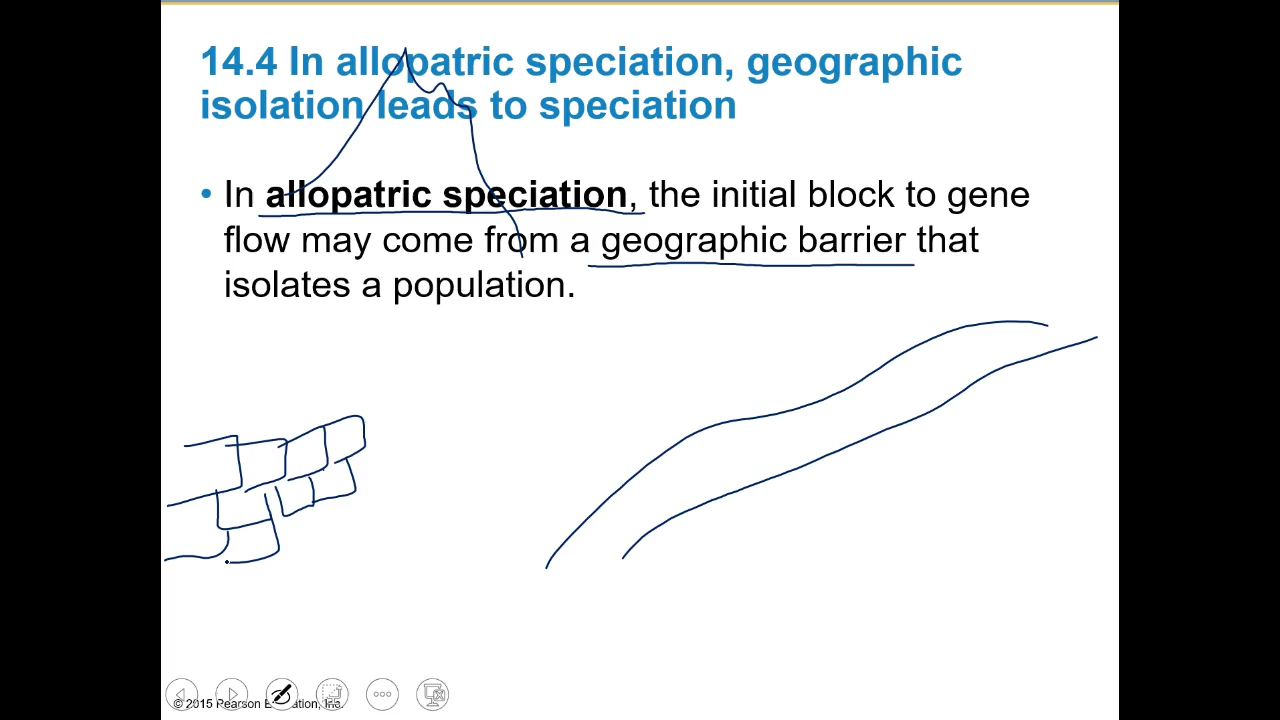 14.4 In allopatric speciation, geographic
isolation leads to speciation
• In allopatric speciation, the initial block to gene
flow may come from a geographic barrier that
isolates a population.
© 2015 Pearson Education, Inc.